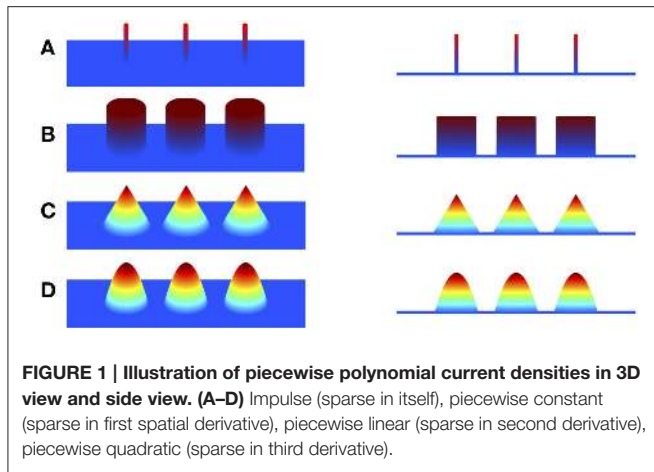 A
B
C
D
FIGURE 1 | Illustration of piecewise polynomial current densities in 3D
view and side view. (A–D) Impulse (sparse in itself), piecewise constant
(sparse in first spatial derivative), piecewise linear (sparse in second derivative),
piecewise quadratic (sparse in third derivative).